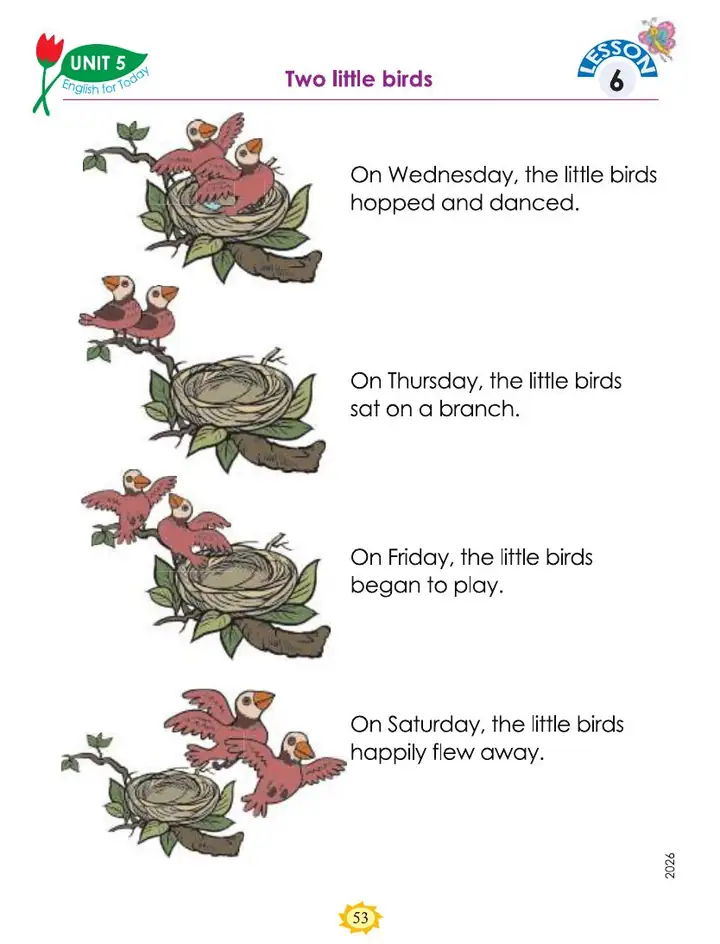 UNIT 5
English for Today
Two little birds
LESSON
6
On Wednesday, the little birds
hopped and danced.
On Thursday, the little birds
sat on a branch.
On Friday, the little birds
began to play.
On Saturday, the little birds
happily flew away.
2026
53